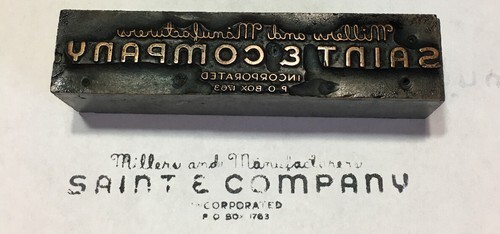 Millers and Manufacturers
SAINT & COMPANY
INCORPORATED
P O BOX 1763
Millers and Manufacturers
SAINT & COMPANY
INCORPORATED
P O BOX 1763